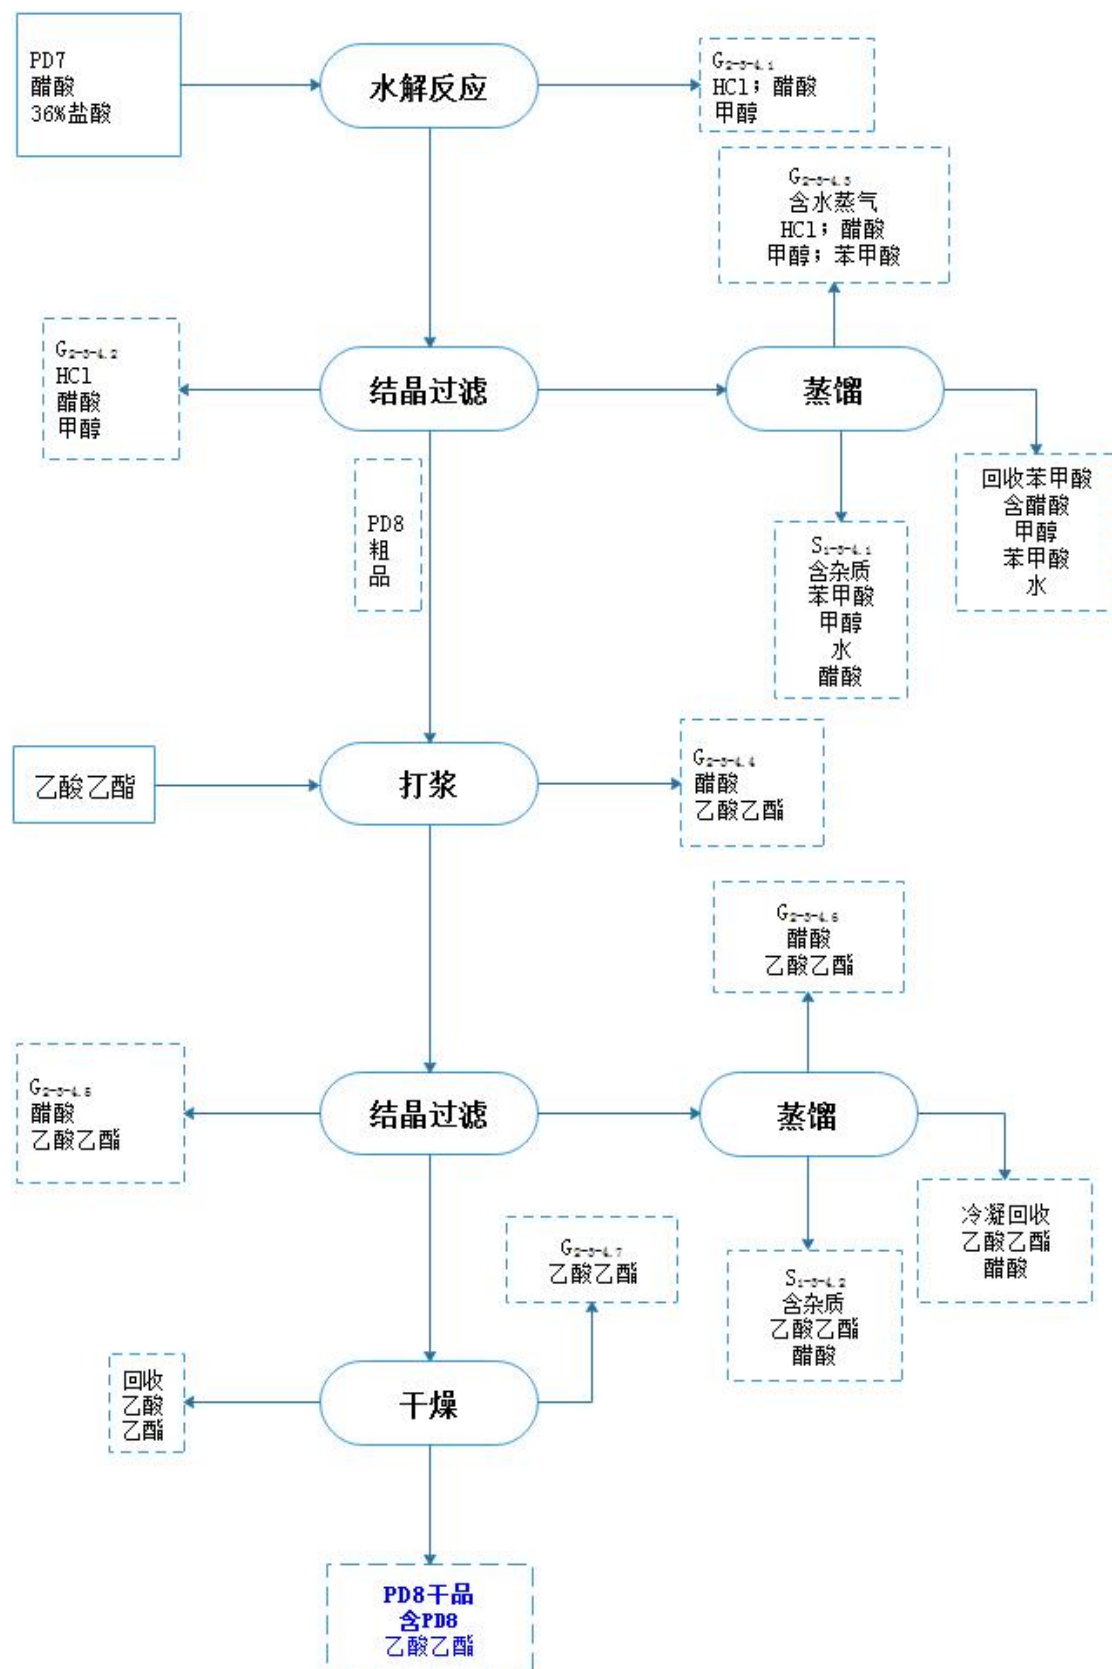 PD7
醋酸
36%盐酸
水解反应
G₂₋₃₋₄.₁
HCl；醋酸
甲醇
G₂₋₃₋₄.₃
含水蒸气
HCl；醋酸
甲醇；苯甲酸
G₂₋₃₋₄.₂
HCl
醋酸
甲醇
结晶过滤
蒸馏
PD8
粗
品
S₁₋₃₋₄.₁
含杂质
苯甲酸
甲醇
水
醋酸
回收苯甲酸
含醋酸
甲醇
苯甲酸
水
乙酸乙酯
打浆
G₂₋₃₋₄.₄
醋酸
乙酸乙酯
G₂₋₃₋₄.₆
醋酸
乙酸乙酯
G₂₋₃₋₄.₅
醋酸
乙酸乙酯
结晶过滤
蒸馏
G₂₋₃₋₄.₇
乙酸乙酯
S₁₋₃₋₄.₂
含杂质
乙酸乙酯
醋酸
冷凝回收
乙酸乙酯
醋酸
回收
乙酸
乙酯
干燥
PD8干品
含PD8
乙酸乙酯